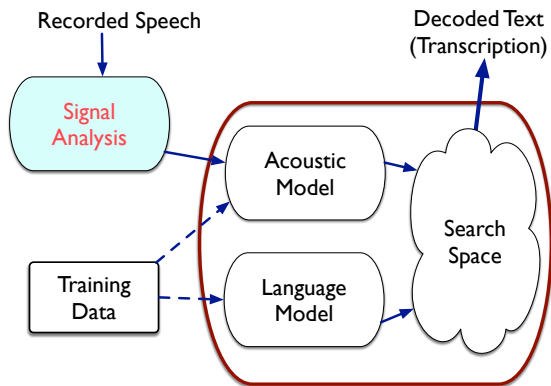 Recorded Speech
Decoded Text
(Transcription)
Signal
Analysis
Acoustic
Model
Search
Space
Training
Data
Language
Model